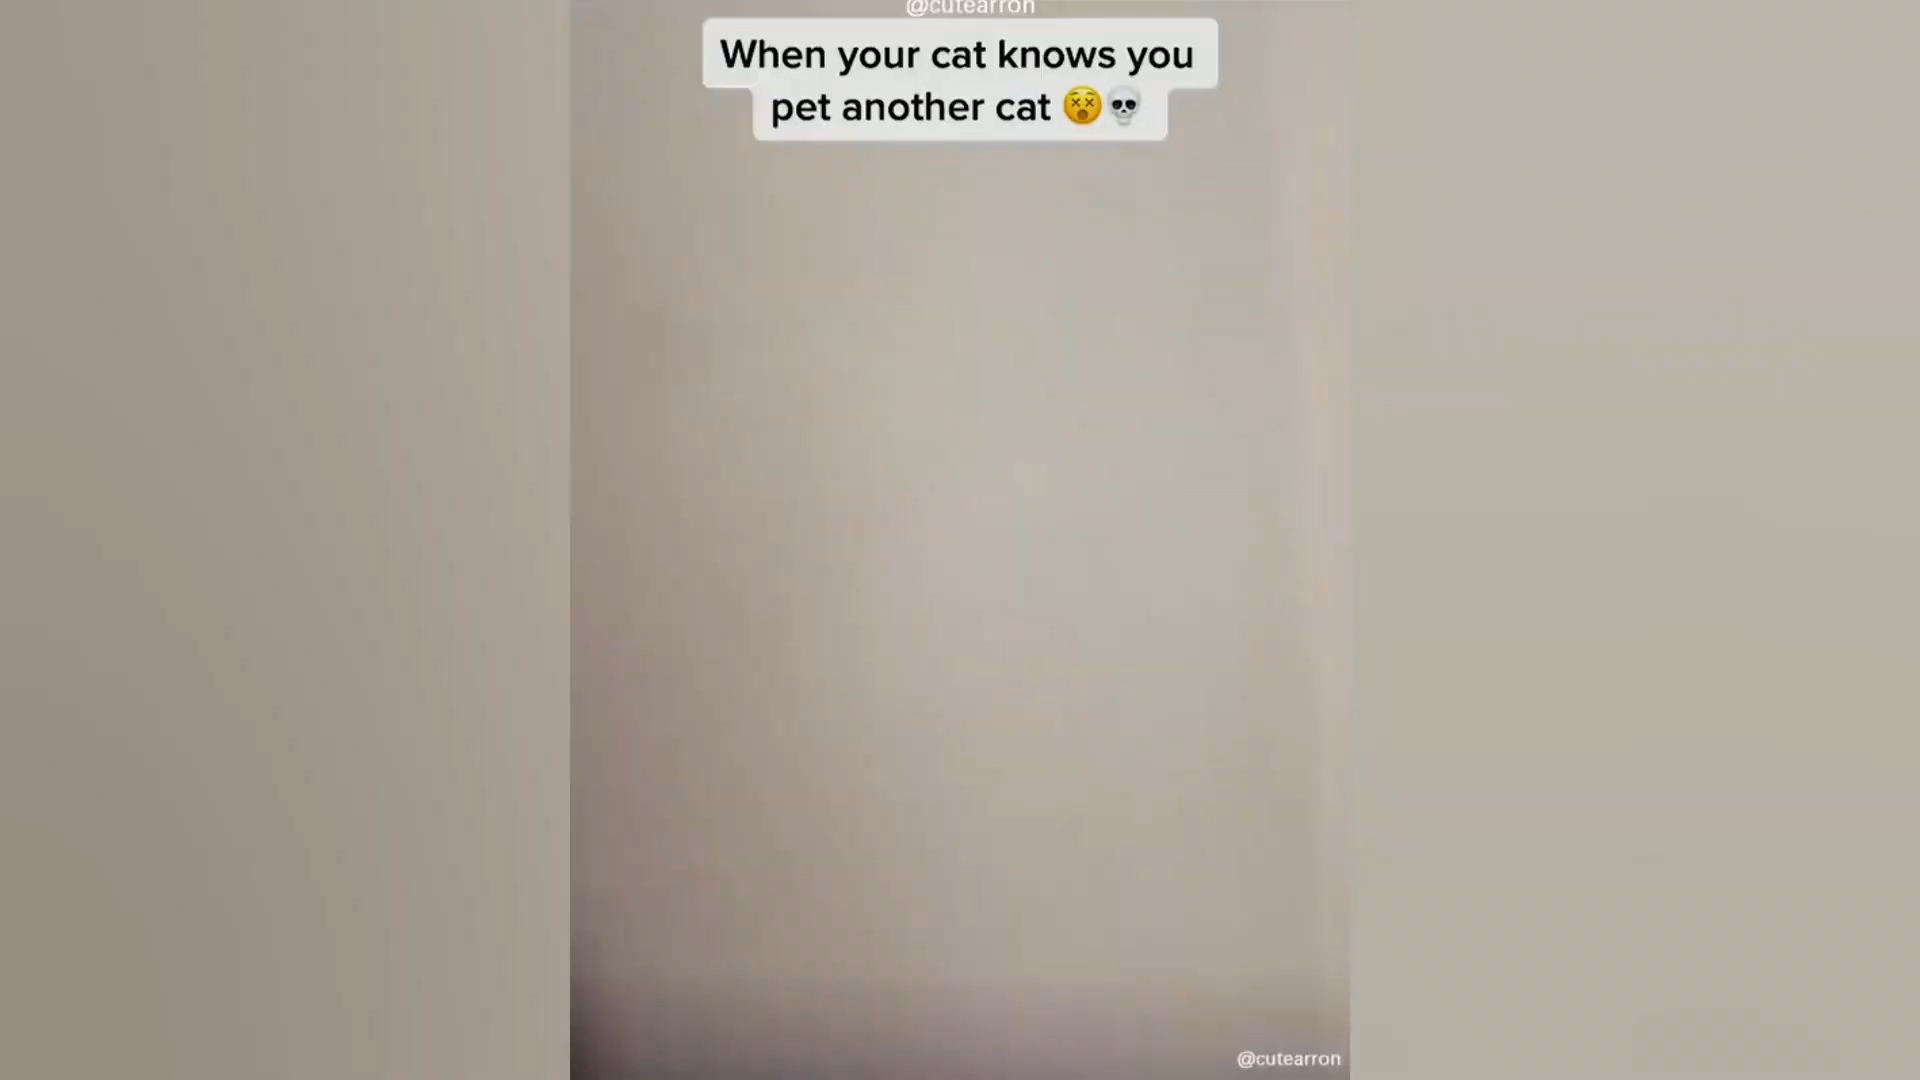 @cutearron
When your cat knows you
pet another cat 😵💀
@cutearron